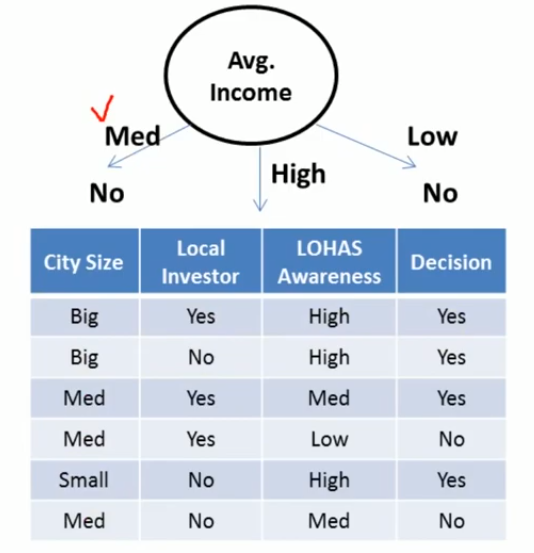 Avg.
Income
Med
Low
High
No
No
City Size Local Investor LOHAS Awareness Decision
Big Yes High Yes
Big No High Yes
Med Yes Med Yes
Med Yes Low No
Small No High Yes
Med No Med No